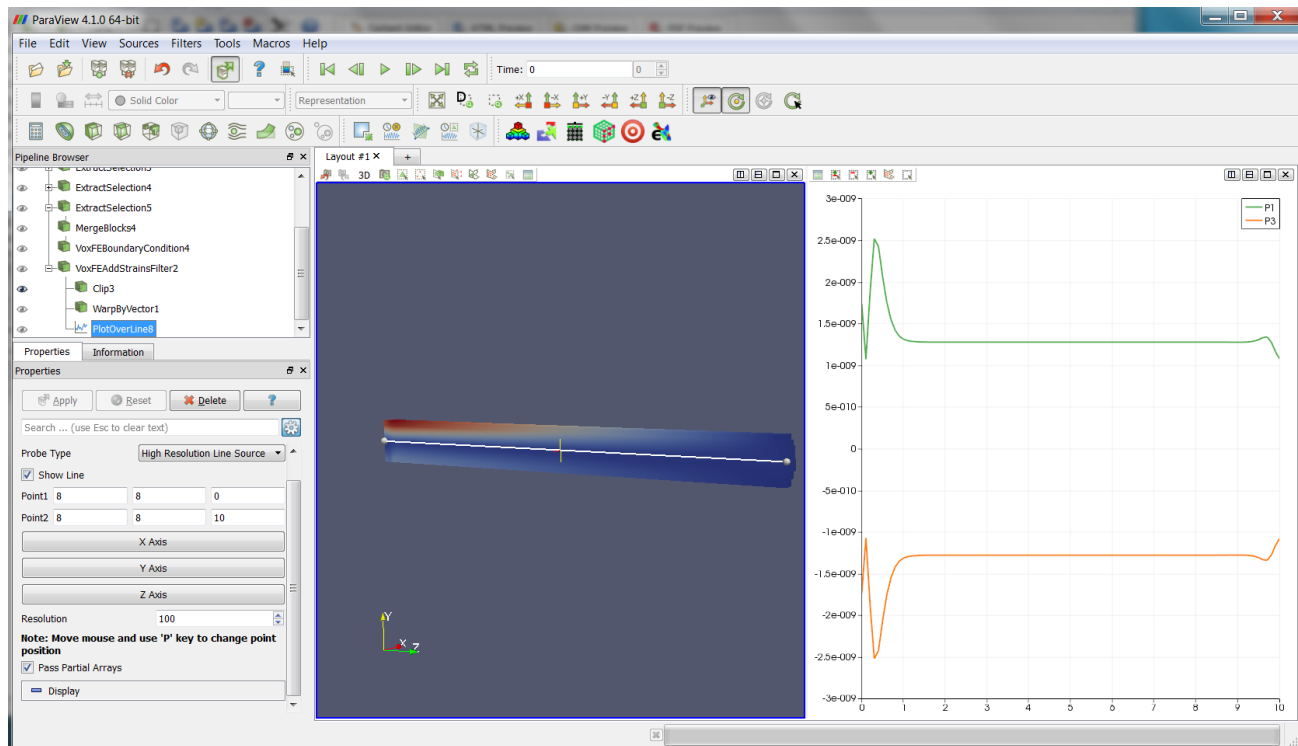 ParaView 4.1.0 64-bit
File Edit View Sources Filters Tools Macros Help
Time: 0 0
Solid Color Representation
Pipeline Browser
ExtractSelection3
ExtractSelection4
ExtractSelection5
MergeBlocks4
VoxFEBoundaryCondition4
VoxFEAddStrainsFilter2
Clip3
WarpByVector1
PlotOverLine8
Properties Information
Properties
Apply Reset Delete ?
Search ... (use Esc to clear text)
Probe Type High Resolution Line Source
Show Line
Point1 8 8 0
Point2 8 8 10
X Axis
Y Axis
Z Axis
Resolution 100
Note: Move mouse and use 'P' key to change point
position
Pass Partial Arrays
Display
Layout #1 X +
3D
Y
X Z
P1
P3
3e-009
2.5e-009
2e-009
1.5e-009
1e-009
5e-010
0
-5e-010
-1e-009
-1.5e-009
-2e-009
-2.5e-009
-3e-009
0 1 2 3 4 5 6 7 8 9 10